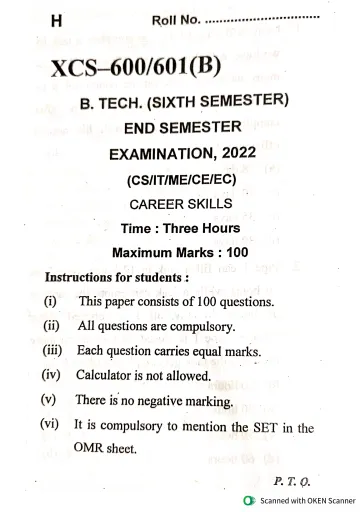 H Roll No. ................................
XCS–600/601(B)
B. TECH. (SIXTH SEMESTER)
END SEMESTER
EXAMINATION, 2022
(CS/IT/ME/CE/EC)
CAREER SKILLS
Time : Three Hours
Maximum Marks : 100
Instructions for students :
(i) This paper consists of 100 questions.
(ii) All questions are compulsory.
(iii) Each question carries equal marks.
(iv) Calculator is not allowed.
(v) There is no negative marking.
(vi) It is compulsory to mention the SET in the
OMR sheet.
P. T. O.
Scanned with OKEN Scanner